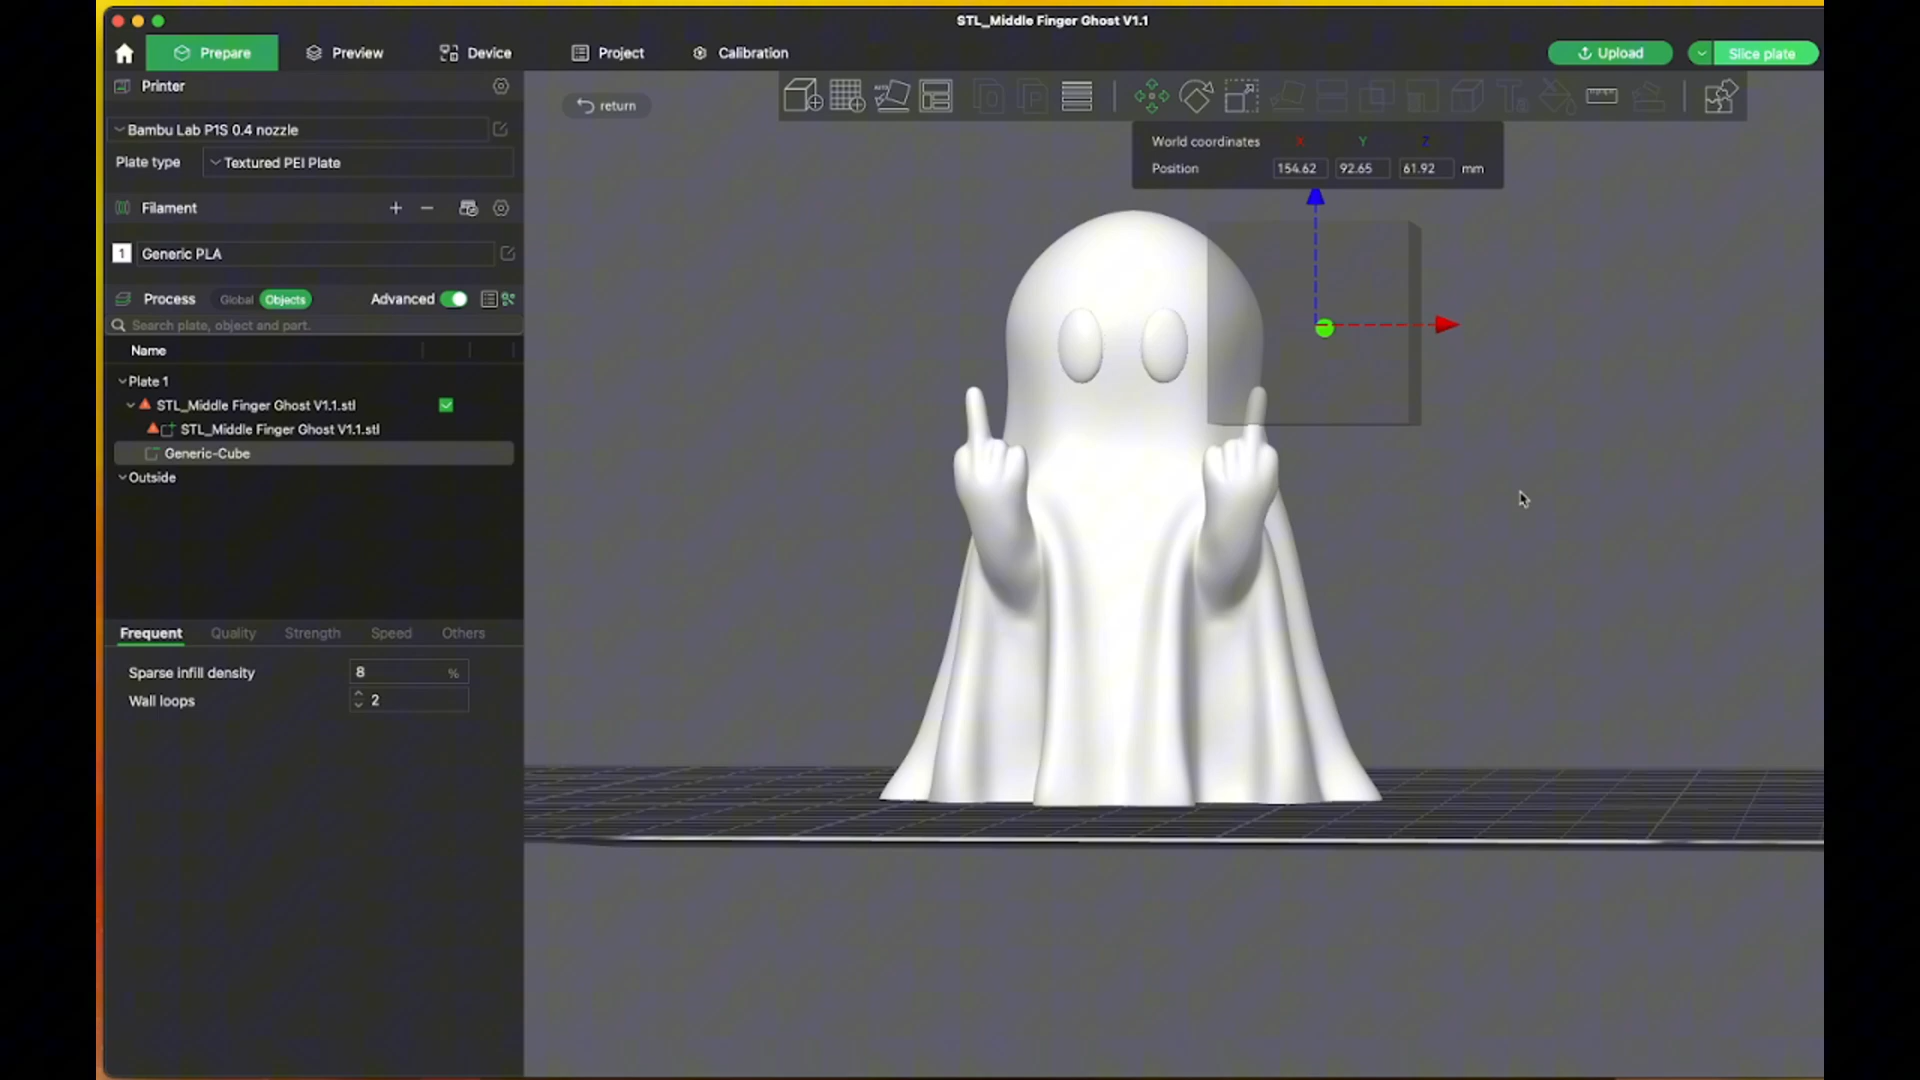 STL_Middle Finger Ghost V1.1
Prepare
Preview
Device
Project
Calibration
Upload
Slice plate
Printer
return
AUTO
World coordinates X Y Z
Position 154.62 92.65 61.92 mm
Bambu Lab P1S 0.4 nozzle
Plate type Textured PEI Plate
Filament
1 Generic PLA
Process Global Objects Advanced
Search plate, object and part.
Name
Plate 1
STL_Middle Finger Ghost V1.1.stl
STL_Middle Finger Ghost V1.1.stl
Generic-Cube
Outside
Frequent Quality Strength Speed Others
Sparse infill density 8 %
Wall loops 2